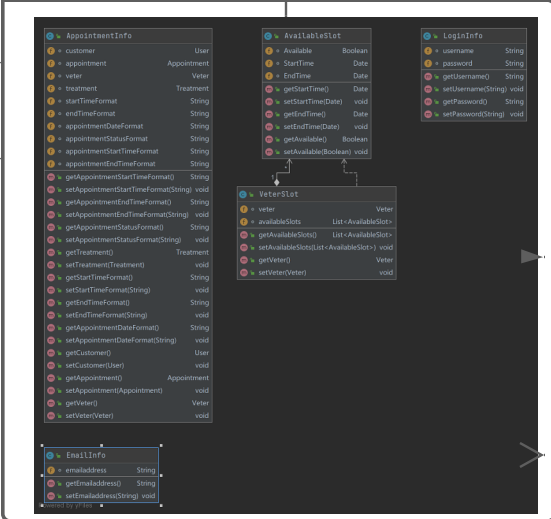 AppointmentInfo
customer User
appointment Appointment
veter Veter
treatment Treatment
startTimeFormat String
endTimeFormat String
appointmentDateFormat String
appointmentStatusFormat String
appointmentStartTimeFormat String
appointmentEndTimeFormat String
getAppointmentStartTimeFormat() String
setAppointmentStartTimeFormat(String) void
getAppointmentEndTimeFormat() String
setAppointmentEndTimeFormat(String) void
getAppointmentStatusFormat() String
setAppointmentStatusFormat(String) void
getTreatment() Treatment
setTreatment(Treatment) void
getStartTimeFormat() String
setStartTimeFormat(String) void
getEndTimeFormat() String
setEndTimeFormat(String) void
getAppointmentDateFormat() String
setAppointmentDateFormat(String) void
getCustomer() User
setCustomer(User) void
getAppointment() Appointment
setAppointment(Appointment) void
getVeter() Veter
setVeter(Veter) void
AvailableSlot
Available Boolean
StartTime Date
EndTime Date
getStartTime() Date
setStartTime(Date) void
getEndTime() Date
setEndTime(Date) void
getAvailable() Boolean
setAvailable(Boolean) void
LoginInfo
username String
password String
getUsername() String
setUsername(String) void
getPassword() String
setPassword(String) void
1
*
VeterSlot
veter Veter
availableSlots List<AvailableSlot>
getAvailableSlots() List<AvailableSlot>
setAvailableSlots(List<AvailableSlot>) void
getVeter() Veter
setVeter(Veter) void
EmailInfo
emailaddress String
getEmailaddress() String
setEmailaddress(String) void
Powered by yFiles